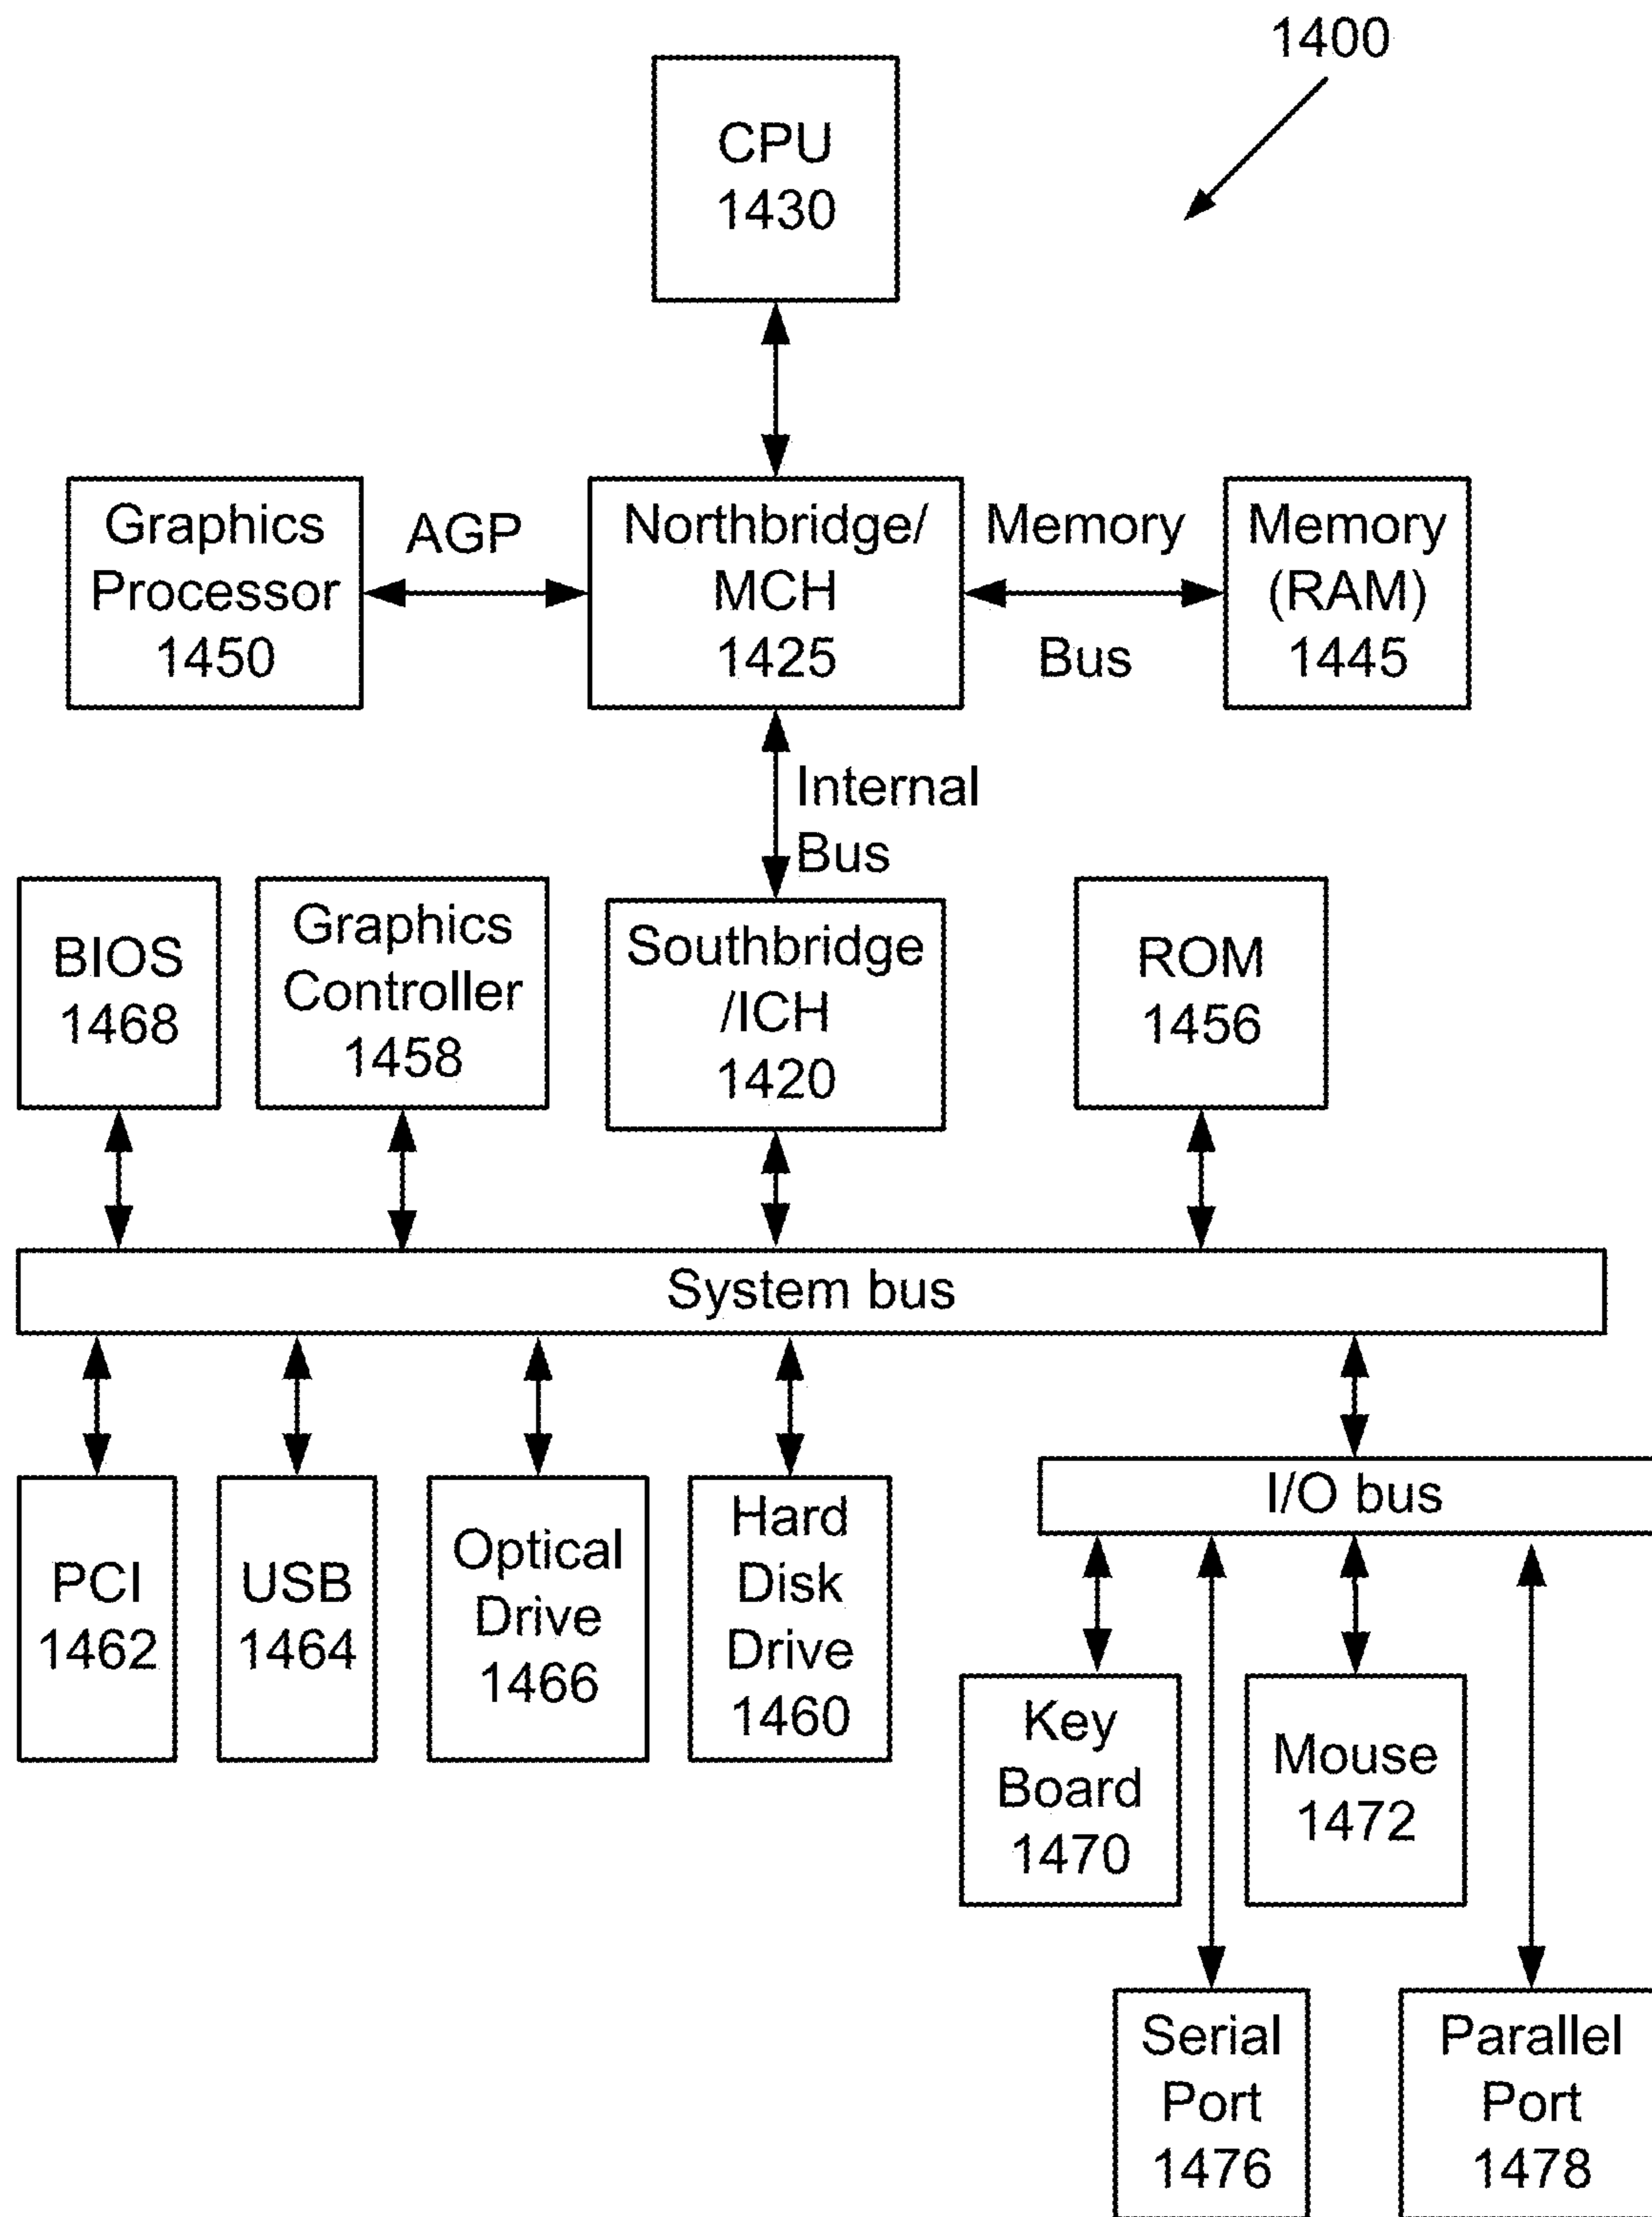 1400
CPU
1430
Graphics
Processor
1450
AGP
Northbridge/
MCH
1425
Memory
Bus
Memory
(RAM)
1445
Internal
Bus
BIOS
1468
Graphics
Controller
1458
Southbridge
/ICH
1420
ROM
1456
System bus
PCI
1462
USB
1464
Optical
Drive
1466
Hard
Disk
Drive
1460
I/O bus
Key
Board
1470
Mouse
1472
Serial
Port
1476
Parallel
Port
1478